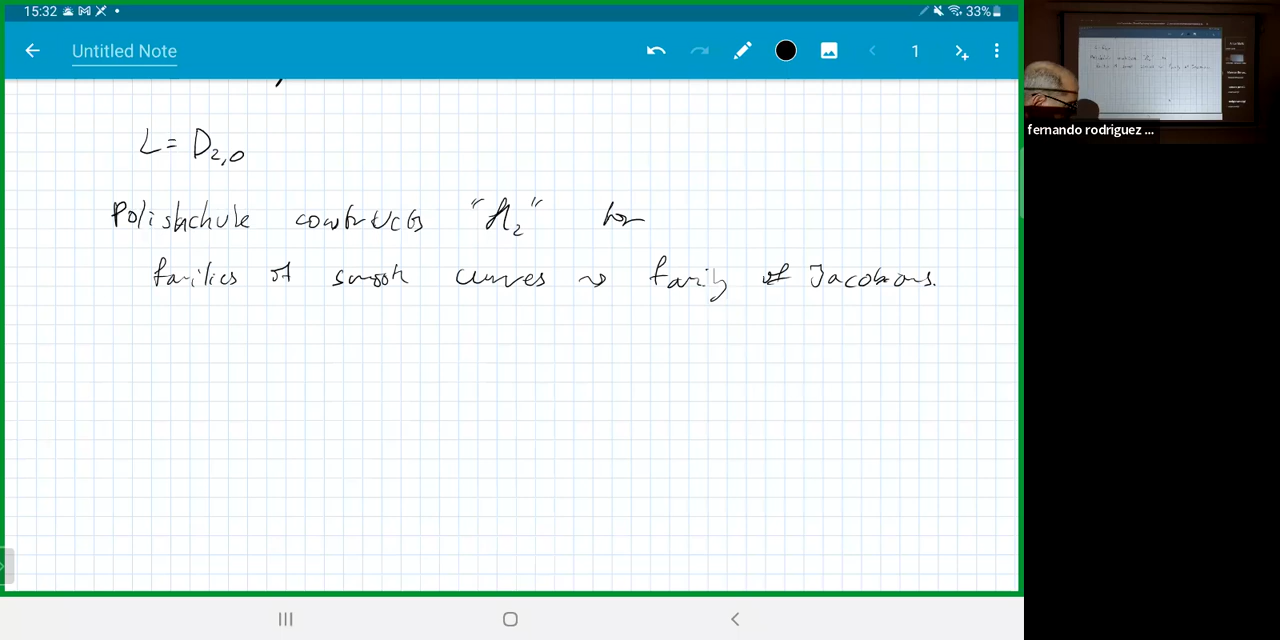 15:32 33%
Untitled Note 1
L = D₂,₀
Polishchuk constructs "A₂" for
families of smooth curves ⇝ family of Jacobians.
fernando rodriguez ...